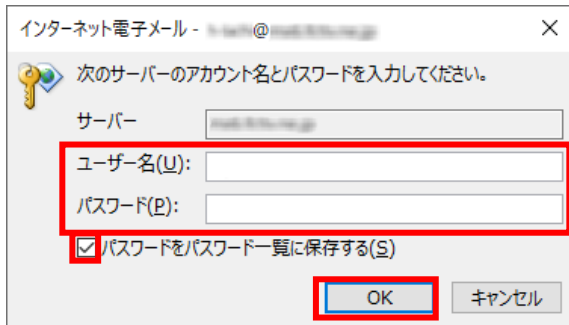 インターネット電子メール - @
次のサーバーのアカウント名とパスワードを入力してください。
サーバー
ユーザー名(U):
パスワード(P):
パスワードをパスワード一覧に保存する(S)
OK キャンセル